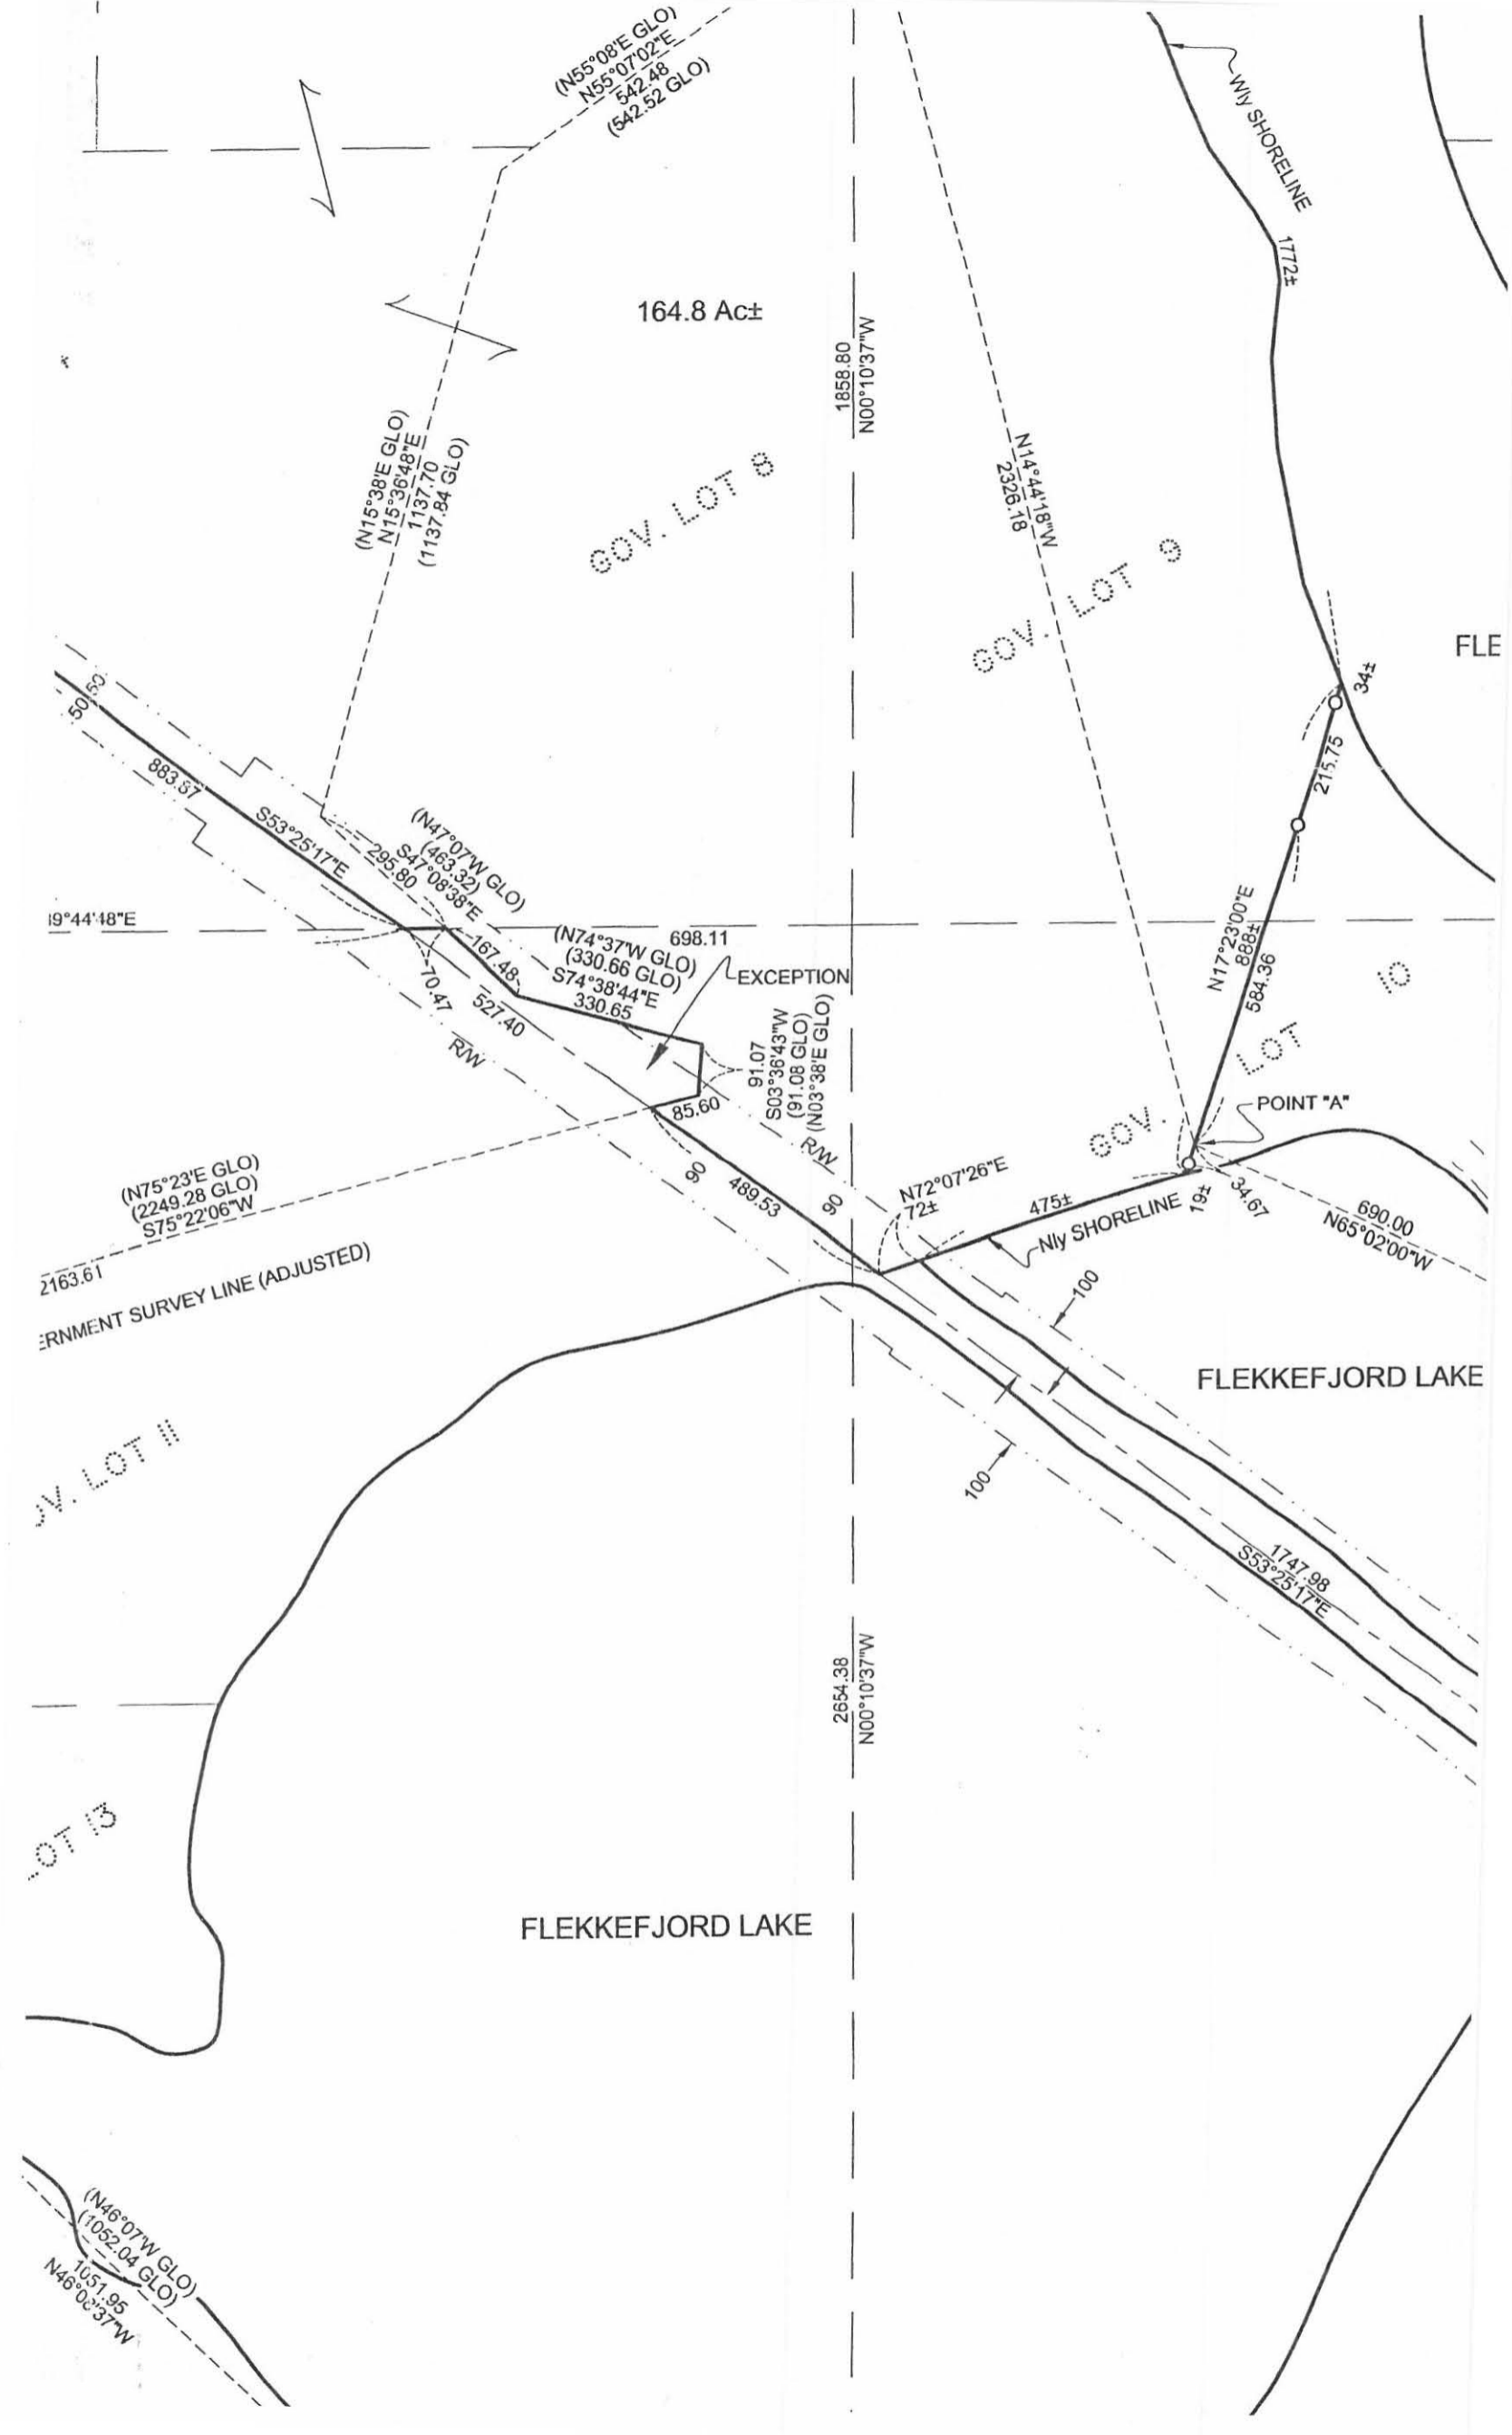 (N55°08'E GLO)
N55°07'02"E
542.48
(542.52 GLO)
Wly SHORELINE
1772±
164.8 Ac±
1858.80
N00°10'37"W
(N15°38'E GLO)
N15°36'48"E
1137.70
(1137.84 GLO)
GOV. LOT 8
N14°44'18"W
2326.18
GOV. LOT 9
FLE
34±
215.75
50 50
883.87
S53°25'17"E
(N47°07'W GLO)
(463.32)
S47°08'38"E
295.80
N17°23'00"E
888±
584.36
9°44'48"E
167.48
(N74°37'W GLO)
(330.66 GLO)
S74°38'44"E
330.65
698.11
EXCEPTION
70.47
527.40
R/W
91.07
S03°36'43"W
(91.08 GLO)
(N03°38'E GLO)
GOV. LOT 10
POINT "A"
85.60
R/W
(N75°23'E GLO)
(2249.28 GLO)
S75°22'06"W
2163.61
90
489.53
90
N72°07'26"E
72±
475±
Nly SHORELINE
19±
34.67
690.00
N65°02'00"W
ERNMENT SURVEY LINE (ADJUSTED)
100
FLEKKEFJORD LAKE
OV. LOT 11
100
1747.98
S53°25'17"E
2654.38
N00°10'37"W
LOT 13
FLEKKEFJORD LAKE
(N46°07'W GLO)
(1052.04 GLO)
1051.95